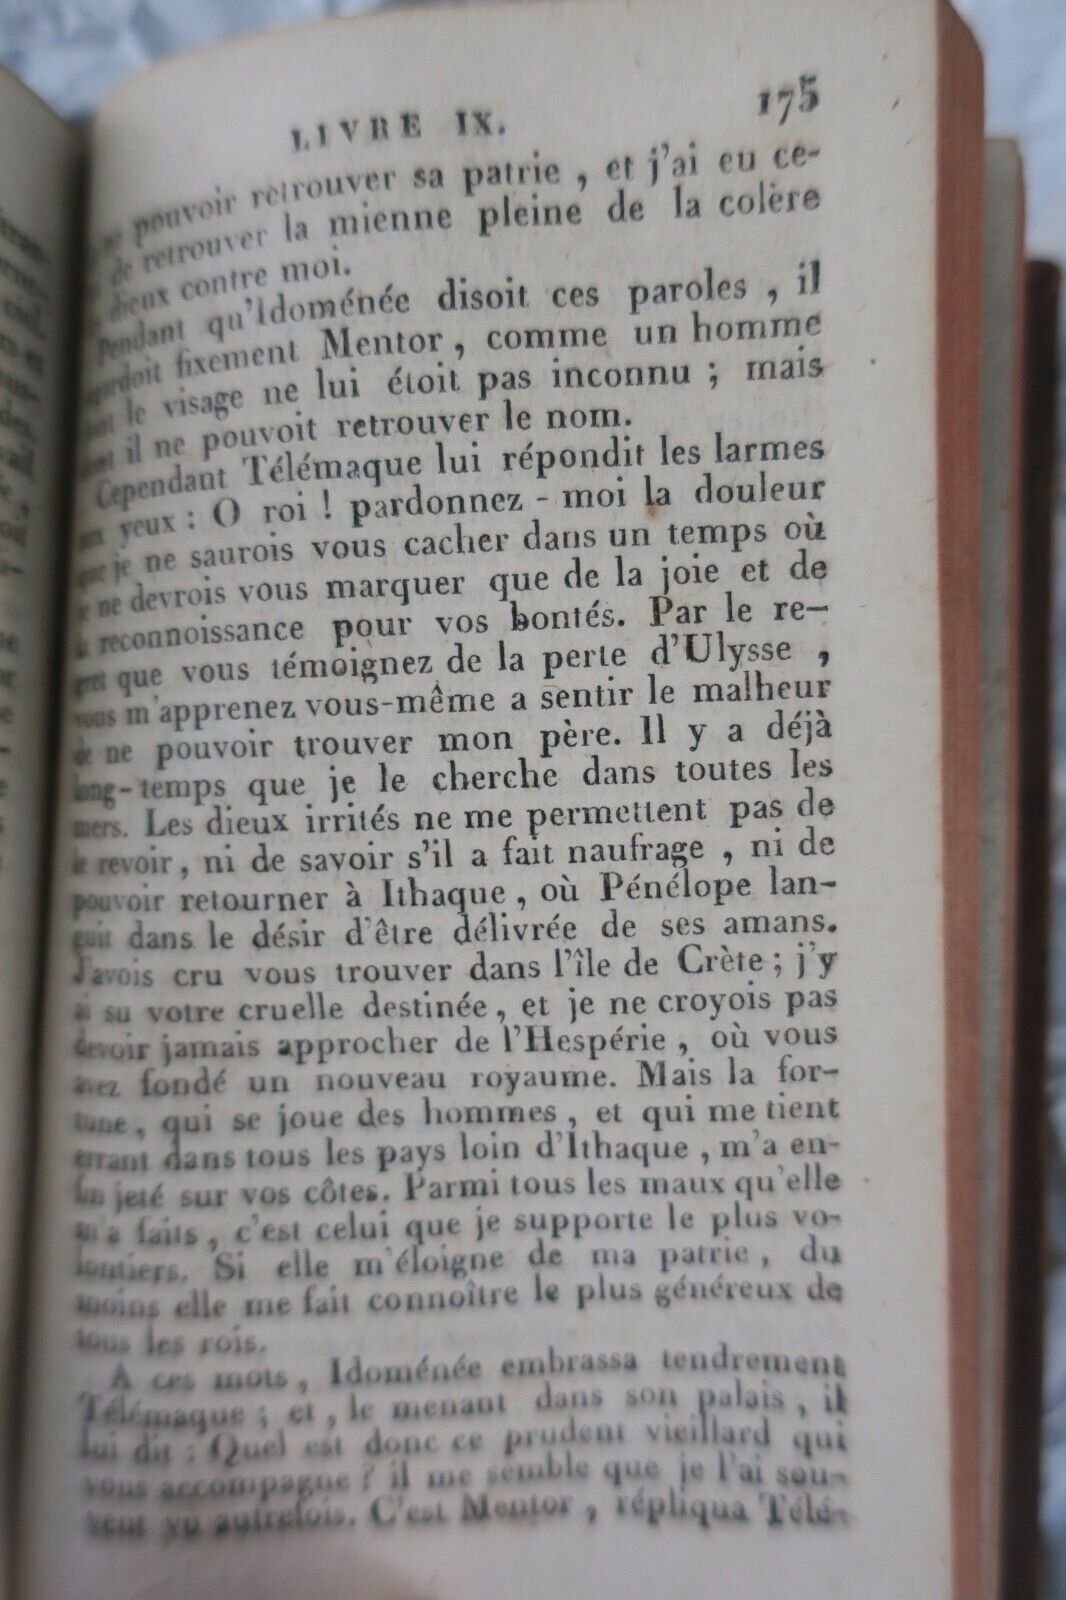 LIVRE IX. 175
ne pouvoir retrouver sa patrie , et j'ai eu ce-
de retrouver la mienne pleine de la colère
dieux contre moi.
Pendant qu'Idoménée disoit ces paroles , il
gardoit fixement Mentor , comme un homme
dont le visage ne lui étoit pas inconnu ; mais
dont il ne pouvoit retrouver le nom.
Cependant Télémaque lui répondit les larmes
aux yeux : O roi ! pardonnez - moi la douleur
que je ne saurois vous cacher dans un temps où
je ne devrois vous marquer que de la joie et de
la reconnoissance pour vos bontés. Par le re-
gret que vous témoignez de la perte d'Ulysse ,
vous m'apprenez vous-même a sentir le malheur
de ne pouvoir trouver mon père. Il y a déjà
long-temps que je le cherche dans toutes les
mers. Les dieux irrités ne me permettent pas de
le revoir , ni de savoir s'il a fait naufrage , ni de
pouvoir retourner à Ithaque , où Pénélope lan-
guit dans le désir d'être délivrée de ses amans.
J'avois cru vous trouver dans l'île de Crète ; j'y
ai su votre cruelle destinée , et je ne croyois pas
devoir jamais approcher de l'Hespérie , où vous
avez fondé un nouveau royaume. Mais la for-
tune , qui se joue des hommes , et qui me tient
errant dans tous les pays loin d'Ithaque , m'a en-
fin jeté sur vos côtes. Parmi tous les maux qu'elle
m'a faits , c'est celui que je supporte le plus vo-
lontiers. Si elle m'éloigne de ma patrie , du
moins elle me fait connoître le plus généreux de
tous les rois.
A ces mots , Idoménée embrassa tendrement
Télémaque ; et , le menant dans son palais , il
lui dit : Quel est donc ce prudent vieillard qui
vous accompagne ? il me semble que je l'ai sou-
vent vu autrefois. C'est Mentor , répliqua Télé-